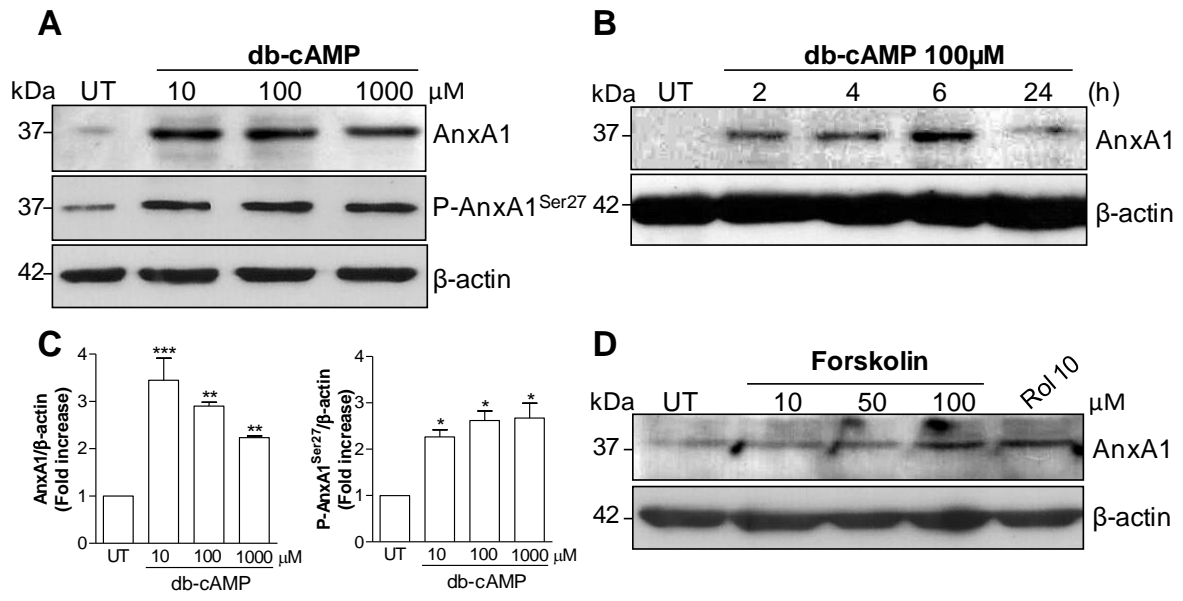 A
db-cAMP
kDa UT 10 100 1000 μM
37 AnxA1
37 P-AnxA1Ser27
42 β-actin
B
db-cAMP 100μM
kDa UT 2 4 6 24 (h)
37 AnxA1
42 β-actin
C
AnxA1/β-actin
(Fold increase)
4
3
2
1
0
*** ** **
UT 10 100 1000 μM
db-cAMP
P-AnxA1Ser27/β-actin
(Fold increase)
4
3
2
1
0
* * *
UT 10 100 1000 μM
db-cAMP
D
Forskolin
kDa UT 10 50 100 Rol 10 μM
37 AnxA1
42 β-actin